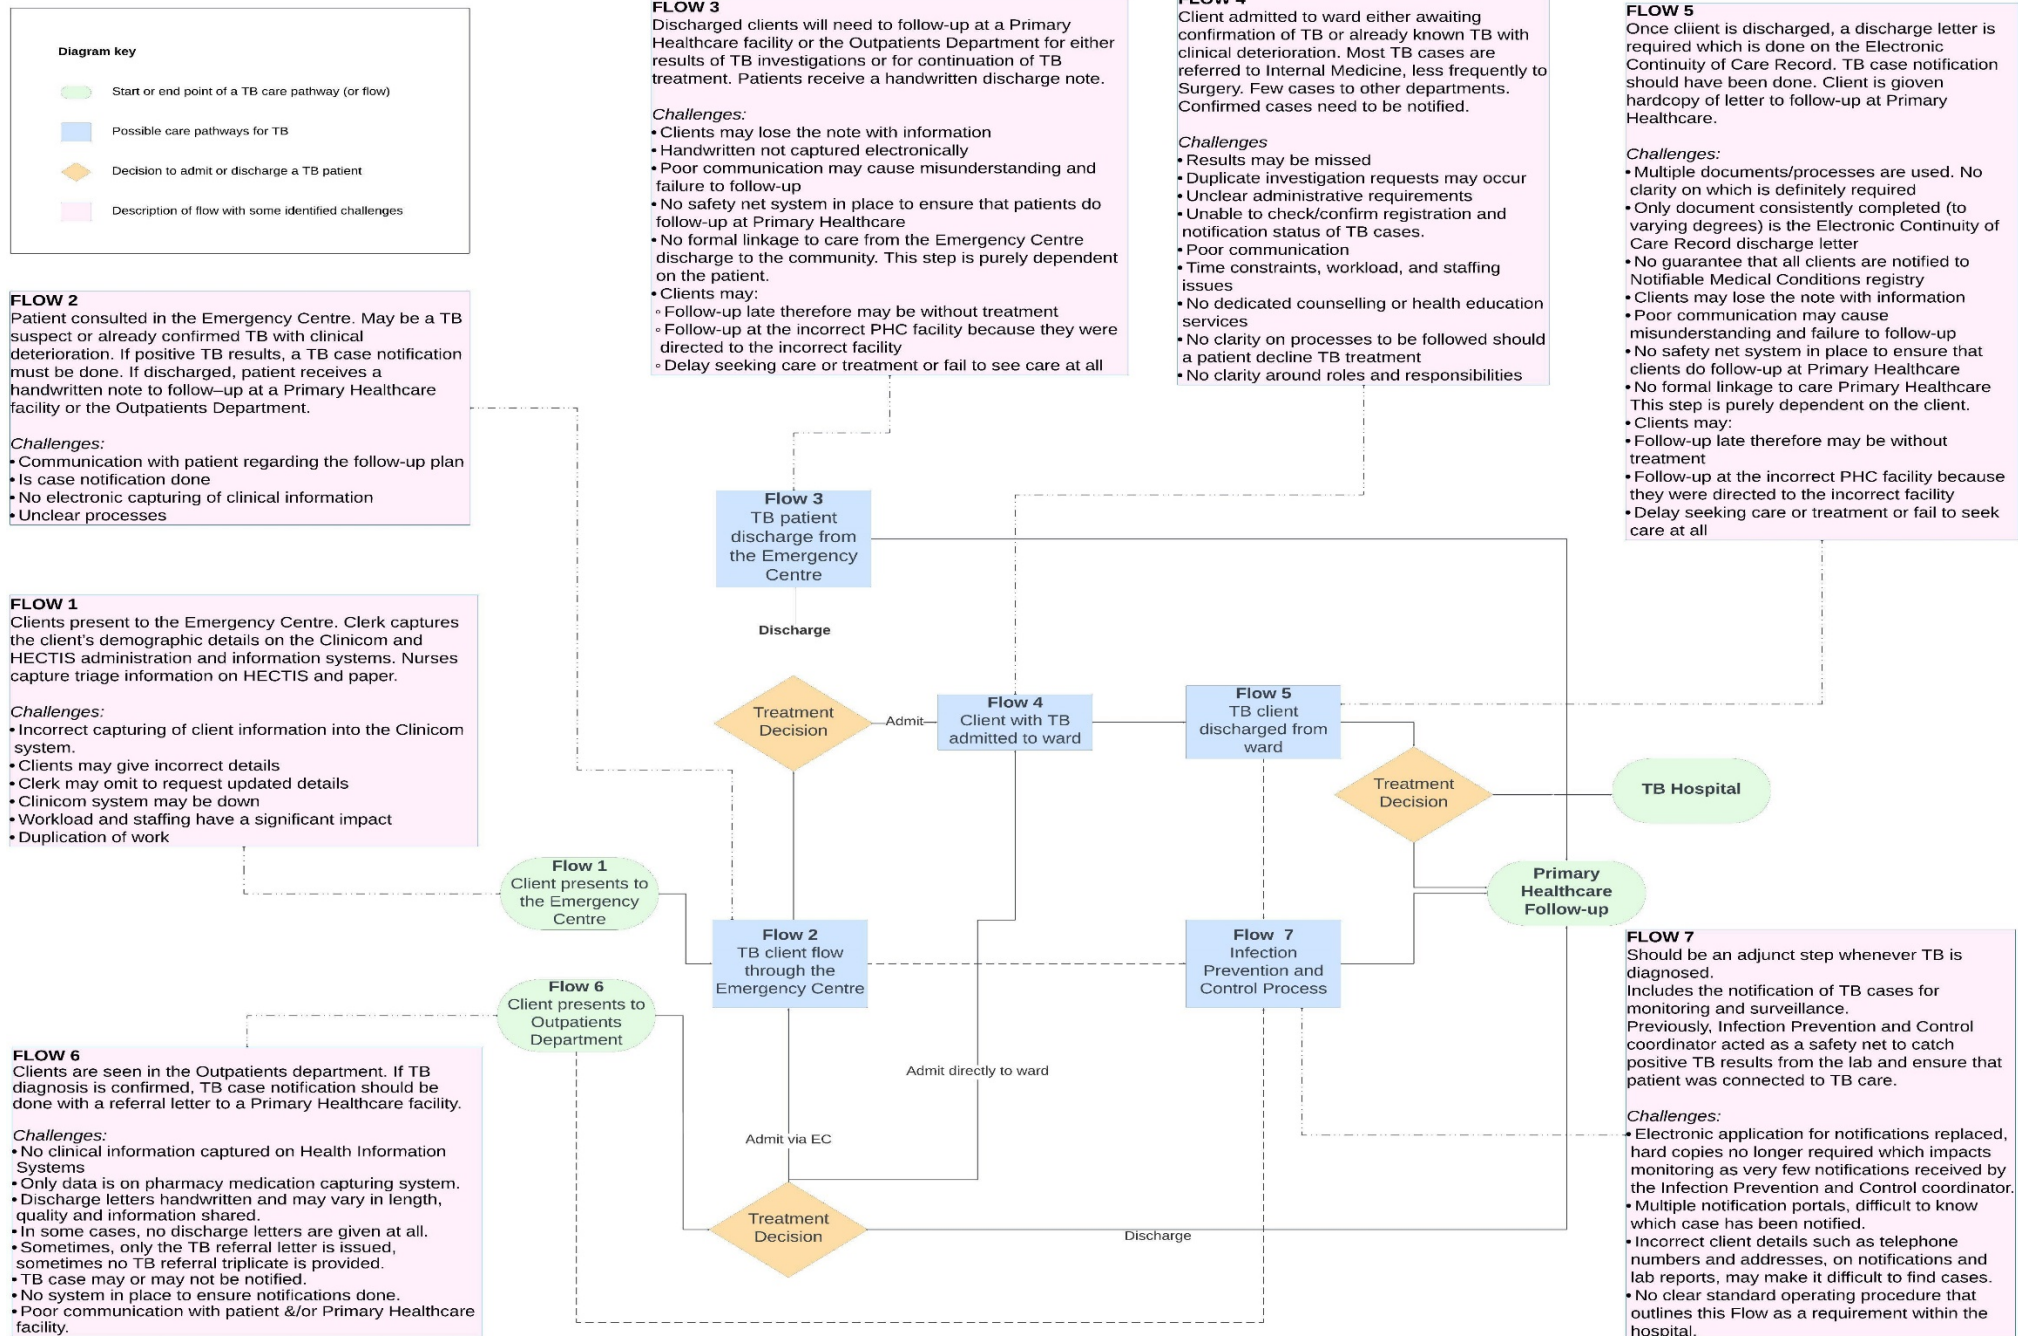 Diagram key
Start or end point of a TB care pathway (or flow)
Possible care pathways for TB
Decision to admit or discharge a TB patient
Description of flow with some identified challenges
FLOW 2
Patient consulted in the Emergency Centre. May be a TB
suspect or already confirmed TB with clinical
deterioration. If positive TB results, a TB case notification
must be done. If discharged, patient receives a
handwritten note to follow–up at a Primary Healthcare
facility or the Outpatients Department.
Challenges:
• Communication with patient regarding the follow-up plan
• Is case notification done
• No electronic capturing of clinical information
• Unclear processes
FLOW 1
Clients present to the Emergency Centre. Clerk captures
the client's demographic details on the Clinicom and
HECTIS administration and information systems. Nurses
capture triage information on HECTIS and paper.
Challenges:
• Incorrect capturing of client information into the Clinicom
system.
• Clients may give incorrect details
• Clerk may omit to request updated details
• Clinicom system may be down
• Workload and staffing have a significant impact
• Duplication of work
FLOW 6
Clients are seen in the Outpatients department. If TB
diagnosis is confirmed, TB case notification should be
done with a referral letter to a Primary Healthcare facility.
Challenges:
• No clinical information captured on Health Information
Systems
• Only data is on pharmacy medication capturing system.
• Discharge letters handwritten and may vary in length,
quality and information shared.
• In some cases, no discharge letters are given at all.
• Sometimes, only the TB referral letter is issued,
sometimes no TB referral triplicate is provided.
• TB case may or may not be notified.
• No system in place to ensure notifications done.
• Poor communication with patient &/or Primary Healthcare
facility.
FLOW 3
Discharged clients will need to follow-up at a Primary
Healthcare facility or the Outpatients Department for either
results of TB investigations or for continuation of TB
treatment. Patients receive a handwritten discharge note.
Challenges:
• Clients may lose the note with information
• Handwritten not captured electronically
• Poor communication may cause misunderstanding and
failure to follow-up
• No safety net system in place to ensure that patients do
follow-up at Primary Healthcare
• No formal linkage to care from the Emergency Centre
discharge to the community. This step is purely dependent
on the patient.
• Clients may:
◦ Follow-up late therefore may be without treatment
◦ Follow-up at the incorrect PHC facility because they were
directed to the incorrect facility
◦ Delay seeking care or treatment or fail to see care at all
FLOW 4
Client admitted to ward either awaiting
confirmation of TB or already known TB with
clinical deterioration. Most TB cases are
referred to Internal Medicine, less frequently to
Surgery. Few cases to other departments.
Confirmed cases need to be notified.
Challenges
• Results may be missed
• Duplicate investigation requests may occur
• Unclear administrative requirements
• Unable to check/confirm registration and
notification status of TB cases.
• Poor communication
• Time constraints, workload, and staffing
issues
• No dedicated counselling or health education
services
• No clarity on processes to be followed should
a patient decline TB treatment
• No clarity around roles and responsibilities
FLOW 5
Once cliient is discharged, a discharge letter is
required which is done on the Electronic
Continuity of Care Record. TB case notification
should have been done. Client is gioven
hardcopy of letter to follow-up at Primary
Healthcare.
Challenges:
• Multiple documents/processes are used. No
clarity on which is definitely required
• Only document consistently completed (to
varying degrees) is the Electronic Continuity of
Care Record discharge letter
• No guarantee that all clients are notified to
Notifiable Medical Conditions registry
• Clients may lose the note with information
• Poor communication may cause
misunderstanding and failure to follow-up
• No safety net system in place to ensure that
clients do follow-up at Primary Healthcare
• No formal linkage to care Primary Healthcare
This step is purely dependent on the client.
• Clients may:
• Follow-up late therefore may be without
treatment
• Follow-up at the incorrect PHC facility because
they were directed to the incorrect facility
• Delay seeking care or treatment or fail to seek
care at all
Flow 3
TB patient
discharge from
the Emergency
Centre
Discharge
Treatment
Decision
Admit
Flow 4
Client with TB
admitted to ward
Flow 5
TB client
discharged from
ward
Treatment
Decision
TB Hospital
Primary
Healthcare
Follow-up
Flow 1
Client presents to
the Emergency
Centre
Flow 2
TB client flow
through the
Emergency Centre
Flow 7
Infection
Prevention and
Control Process
Flow 6
Client presents to
Outpatients
Department
Admit directly to ward
Admit via EC
Treatment
Decision
Discharge
FLOW 7
Should be an adjunct step whenever TB is
diagnosed.
Includes the notification of TB cases for
monitoring and surveillance.
Previously, Infection Prevention and Control
coordinator acted as a safety net to catch
positive TB results from the lab and ensure that
patient was connected to TB care.
Challenges:
• Electronic application for notifications replaced,
hard copies no longer required which impacts
monitoring as very few notifications received by
the Infection Prevention and Control coordinator.
• Multiple notification portals, difficult to know
which case has been notified.
• Incorrect client details such as telephone
numbers and addresses, on notifications and
lab reports, may make it difficult to find cases.
• No clear standard operating procedure that
outlines this Flow as a requirement within the
hospital.